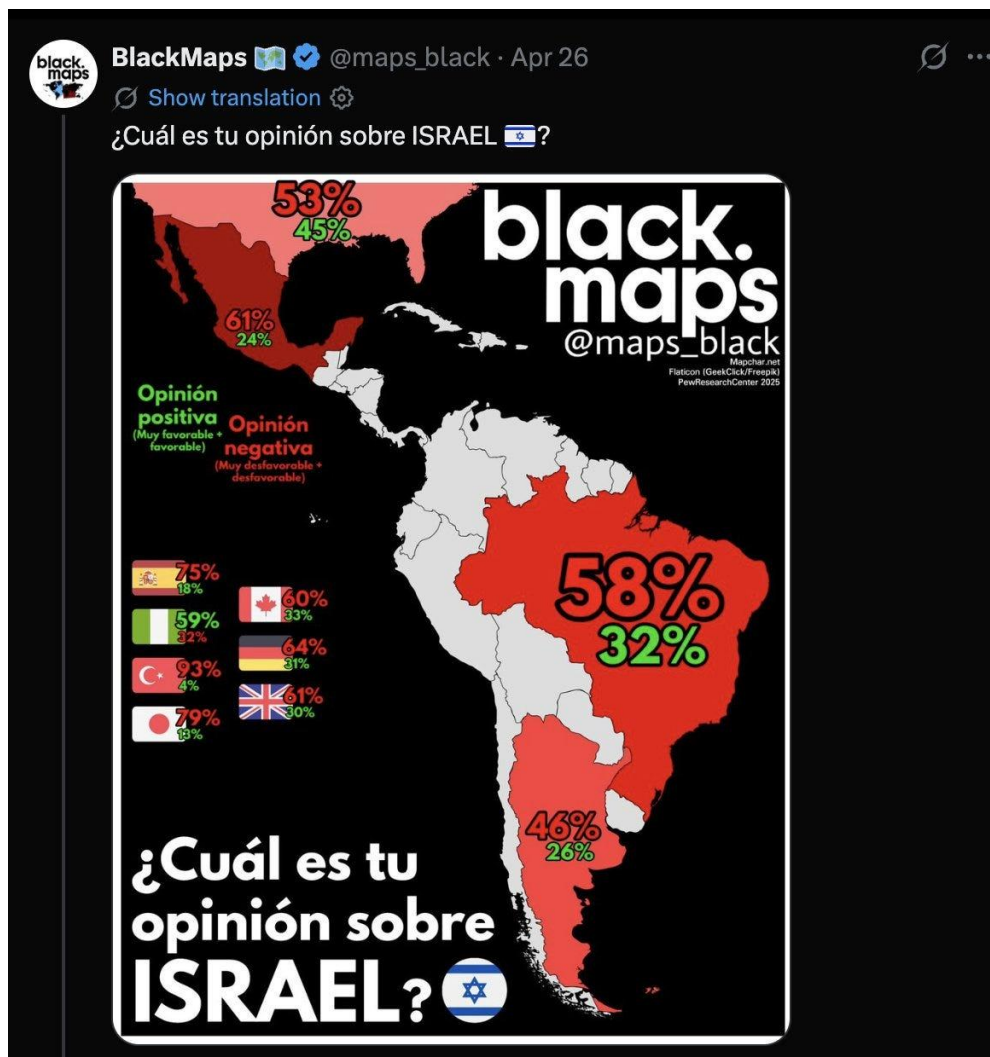 black.
maps
BlackMaps @maps_black · Apr 26
Show translation
¿Cuál es tu opinión sobre ISRAEL ?
53%
45%
black.
maps
@maps_black
Mapchar.net
Flaticon (GeekClick/Freepik)
PewResearchCenter 2025
61%
24%
Opinión
positiva
(Muy favorable +
favorable)
Opinión
negativa
(Muy desfavorable +
desfavorable)
75%
18%
60%
33%
59%
32%
64%
31%
93%
4%
61%
30%
79%
13%
58%
32%
46%
26%
¿Cuál es tu
opinión sobre
ISRAEL?